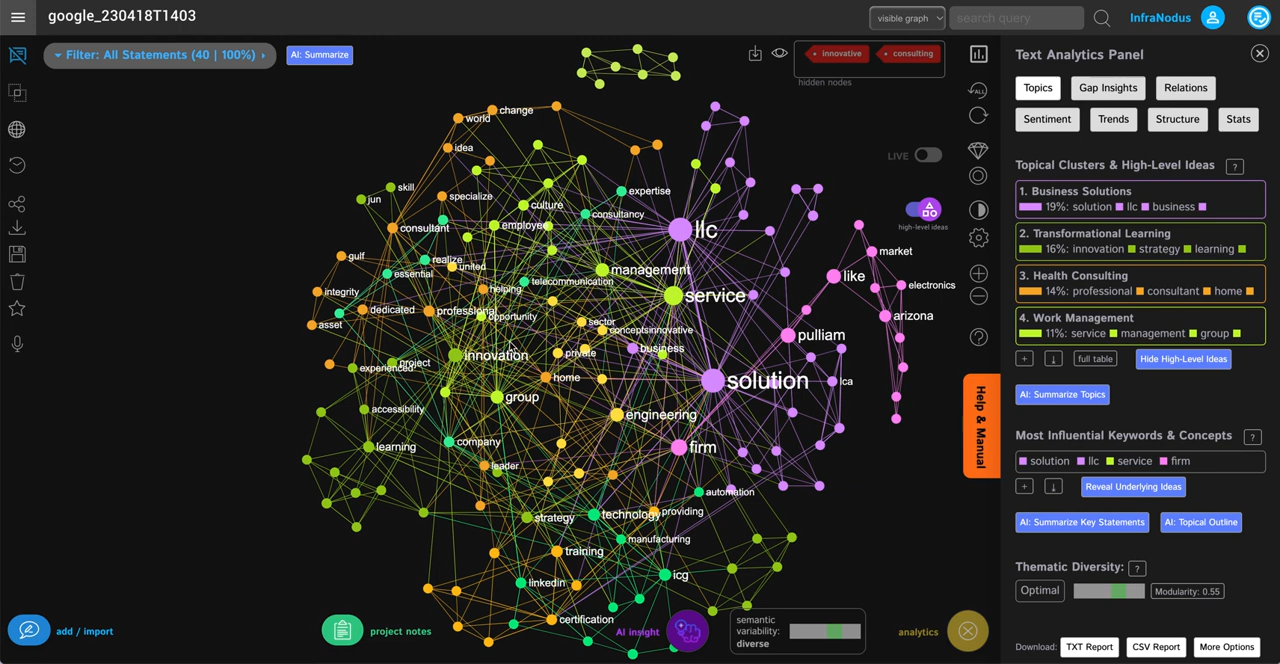 google_230418T1403
visible graph
search query
InfraNodus
Filter: All Statements (40 | 100%)
AI: Summarize
innovative
consulting
hidden nodes
LIVE
high-level ideas
change
world
idea
skill
jun
specialize
culture
expertise
consultancy
consultant
employee
llc
gulf
realize
united
essential
management
telecommunication
integrity
helping
service
dedicated
professional
opportunity
asset
sector
conceptsinnovative
like
market
electronics
arizona
pulliam
innovation
private
business
project
experienced
home
solution
lca
group
accessibility
engineering
learning
company
firm
leader
automation
strategy
technology
providing
manufacturing
training
linkedin
icg
certification
add / import
project notes
AI insight
semantic
variability:
diverse
analytics
Help & Manual
Text Analytics Panel
Topics
Gap Insights
Relations
Sentiment
Trends
Structure
Stats
Topical Clusters & High-Level Ideas
?
1. Business Solutions
19%: solution llc business
2. Transformational Learning
16%: innovation strategy learning
3. Health Consulting
14%: professional consultant home
4. Work Management
11%: service management group
full table
Hide High-Level Ideas
AI: Summarize Topics
Most Influential Keywords & Concepts
?
solution llc service firm
Reveal Underlying Ideas
AI: Summarize Key Statements
AI: Topical Outline
Thematic Diversity:
?
Optimal
Modularity: 0.55
Download:
TXT Report
CSV Report
More Options